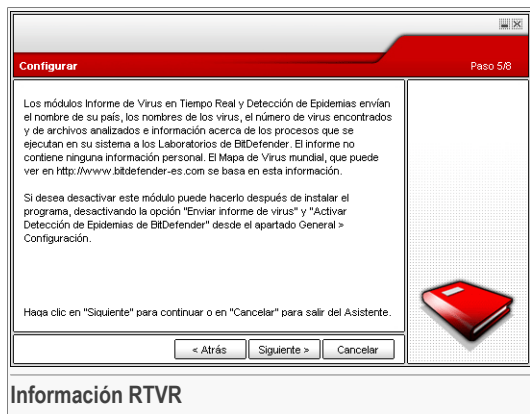 Configurar
Paso 5/8
Los módulos Informe de Virus en Tiempo Real y Detección de Epidemias envían
el nombre de su país, los nombres de los virus, el número de virus encontrados
y de archivos analizados e información acerca de los procesos que se
ejecutan en su sistema a los Laboratorios de BitDefender. El informe no
contiene ninguna información personal. El Mapa de Virus mundial, que puede
ver en http://www.bitdefender-es.com se basa en esta información.
Si desea desactivar este módulo puede hacerlo después de instalar el
programa, desactivando la opción "Enviar informe de virus" y "Activar
Detección de Epidemias de BitDefender" desde el apartado General >
Configuración.
Haga clic en "Siguiente" para continuar o en "Cancelar" para salir del Asistente.
< Atrás
Siguiente >
Cancelar
Información RTVR